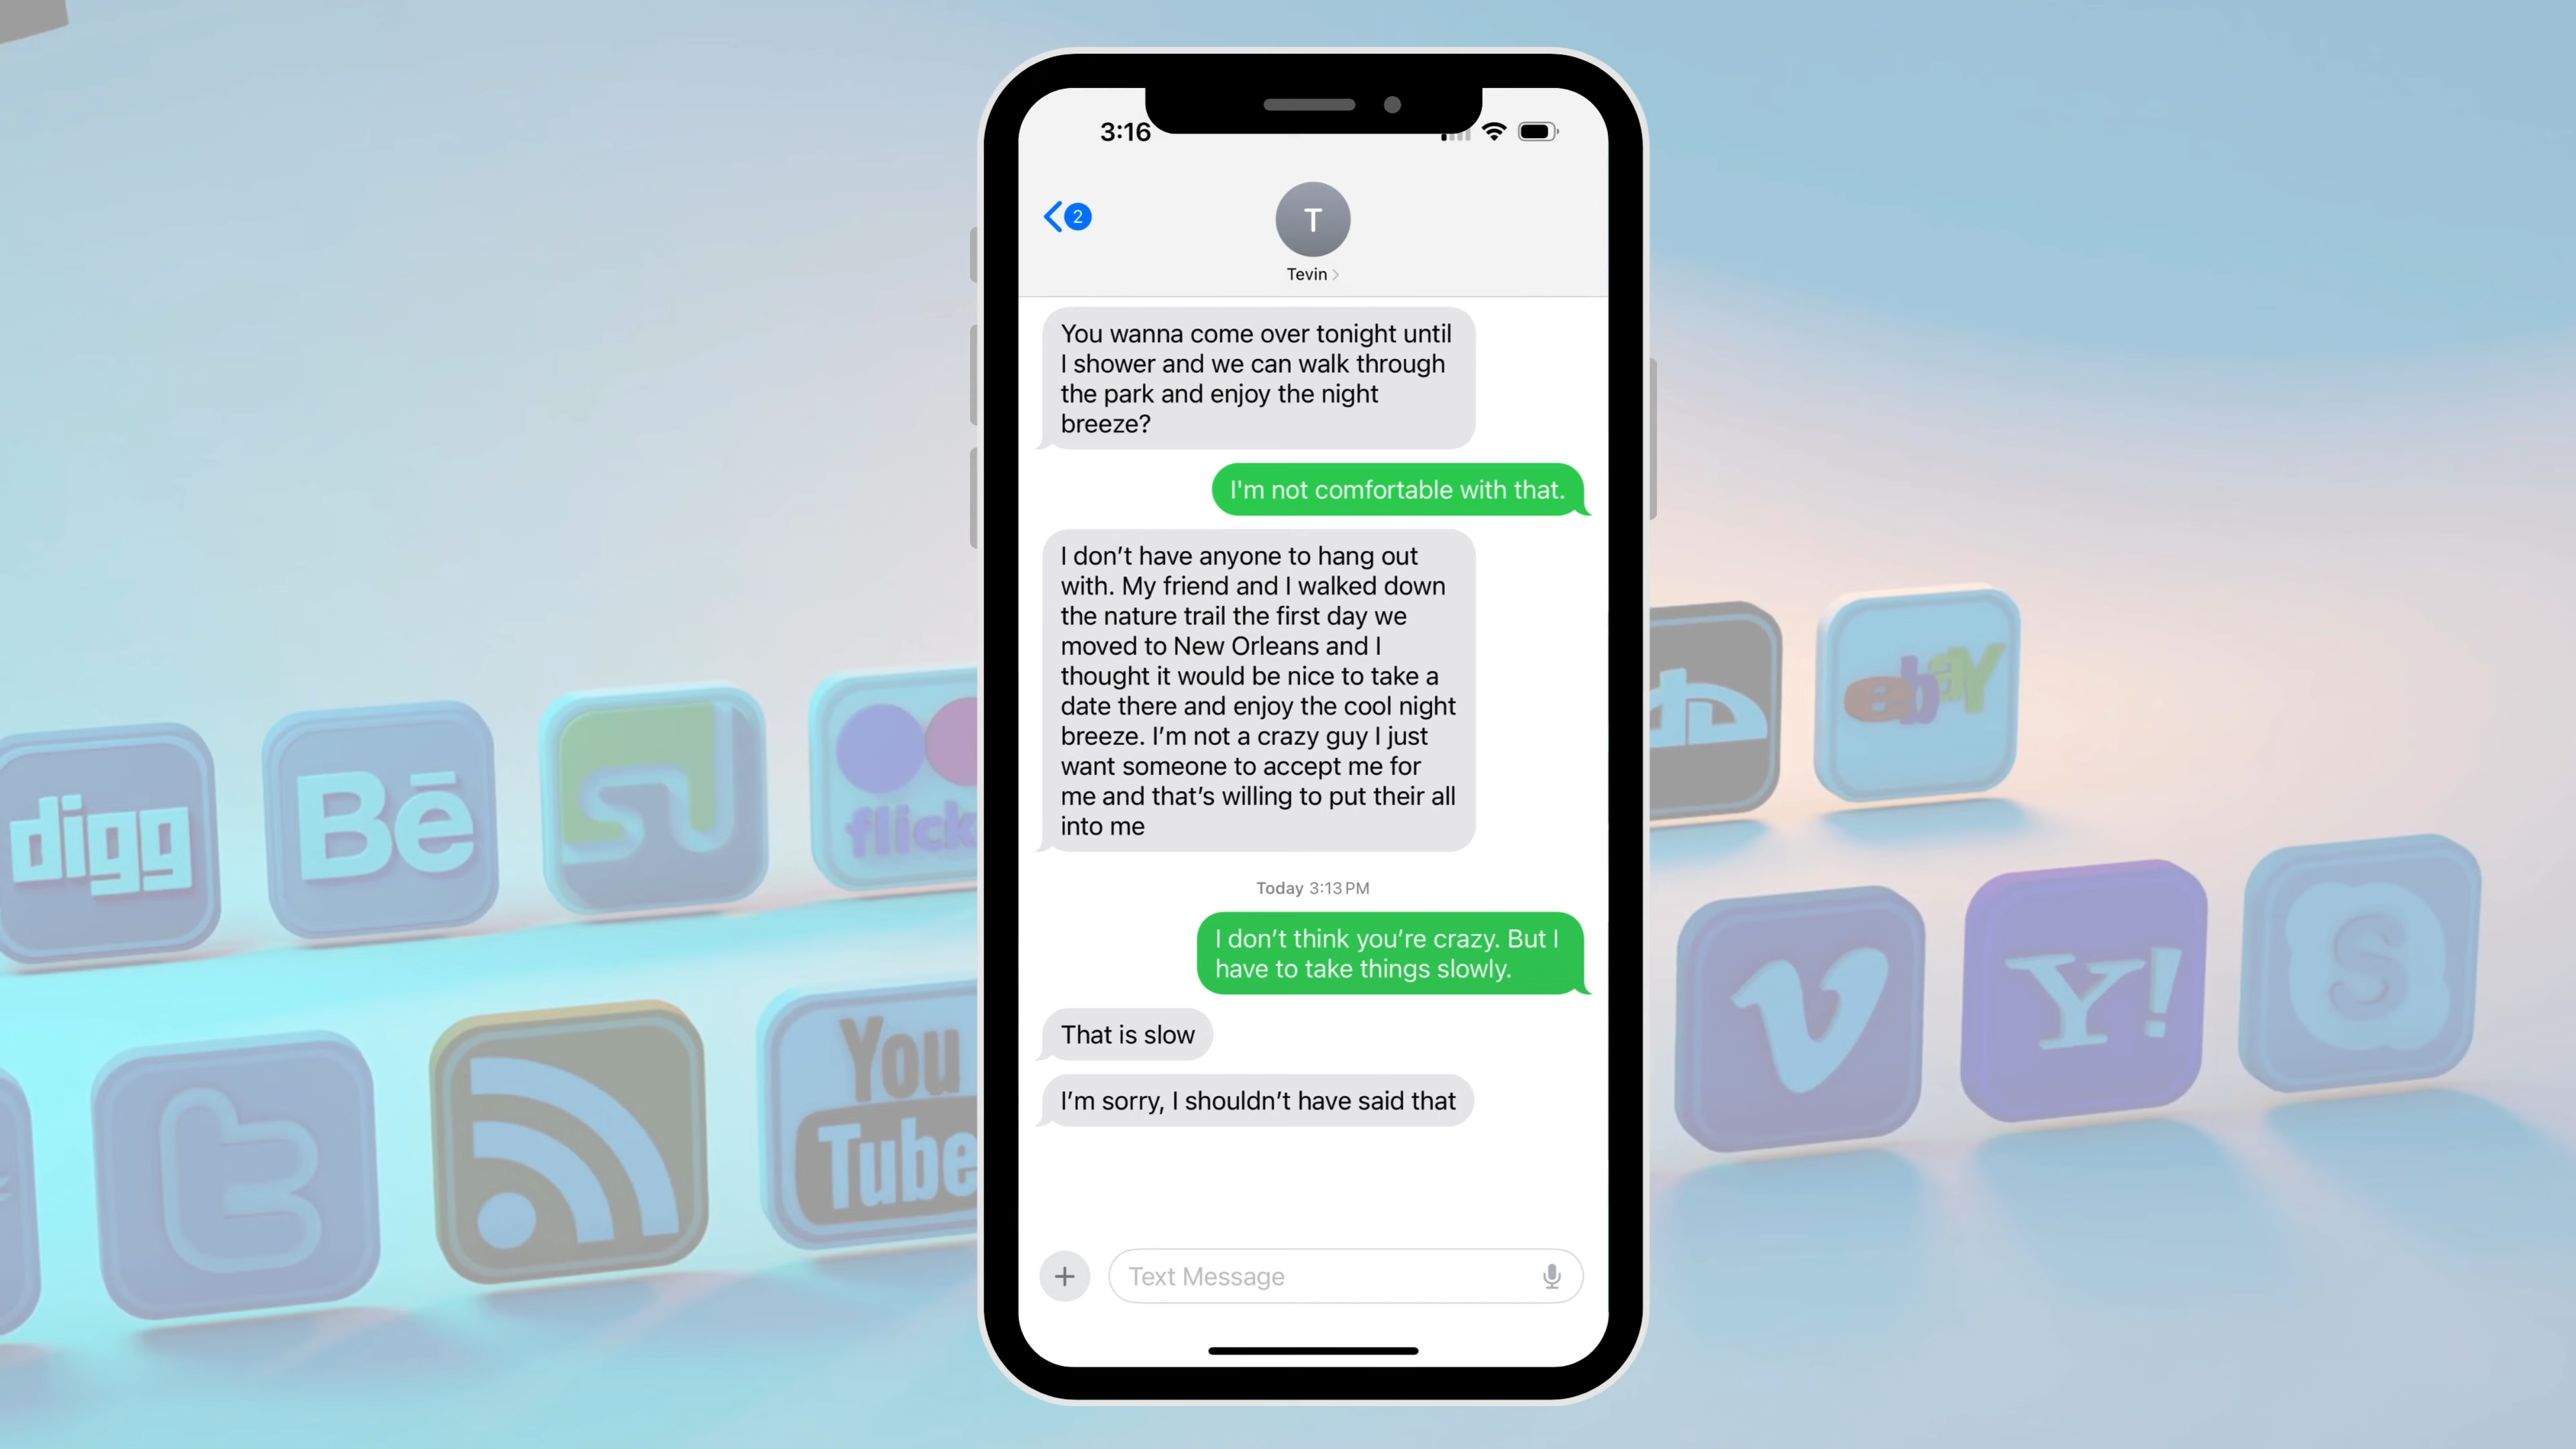 3:16
2
T
Tevin
You wanna come over tonight until
I shower and we can walk through
the park and enjoy the night
breeze?
I'm not comfortable with that.
I don’t have anyone to hang out
with. My friend and I walked down
the nature trail the first day we
moved to New Orleans and I
thought it would be nice to take a
date there and enjoy the cool night
breeze. I’m not a crazy guy I just
want someone to accept me for
me and that’s willing to put their all
into me
Today 3:13 PM
I don’t think you’re crazy. But I
have to take things slowly.
That is slow
I’m sorry, I shouldn’t have said that
Text Message
digg
Bē
flick
ebay
t
You
Tube
V
Y!
S